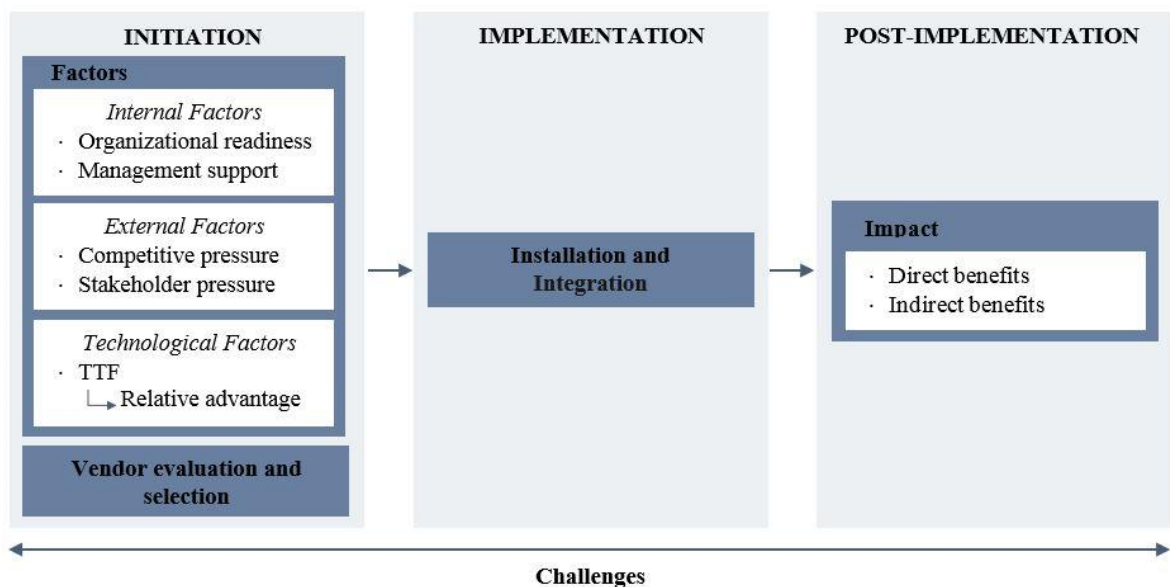 INITIATION
Factors
Internal Factors
· Organizational readiness
· Management support
External Factors
· Competitive pressure
· Stakeholder pressure
Technological Factors
· TTF
Relative advantage
Vendor evaluation and
selection
IMPLEMENTATION
Installation and
Integration
POST-IMPLEMENTATION
Impact
· Direct benefits
· Indirect benefits
Challenges